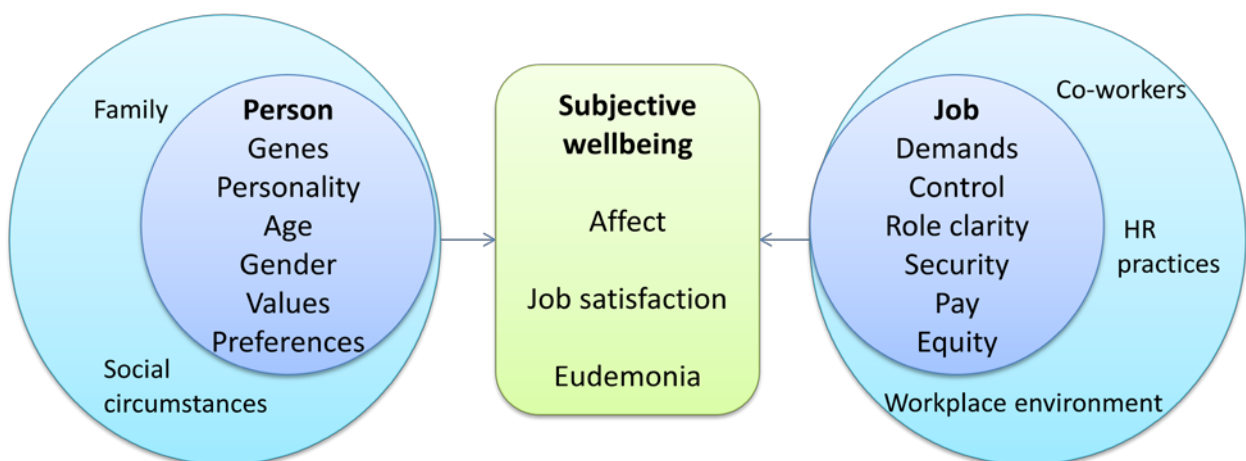 Family
Person
Genes
Personality
Age
Gender
Values
Preferences
Social
circumstances
Subjective
wellbeing
Affect
Job satisfaction
Eudemonia
Job
Demands
Control
Role clarity
Security
Pay
Equity
Co-workers
HR
practices
Workplace environment